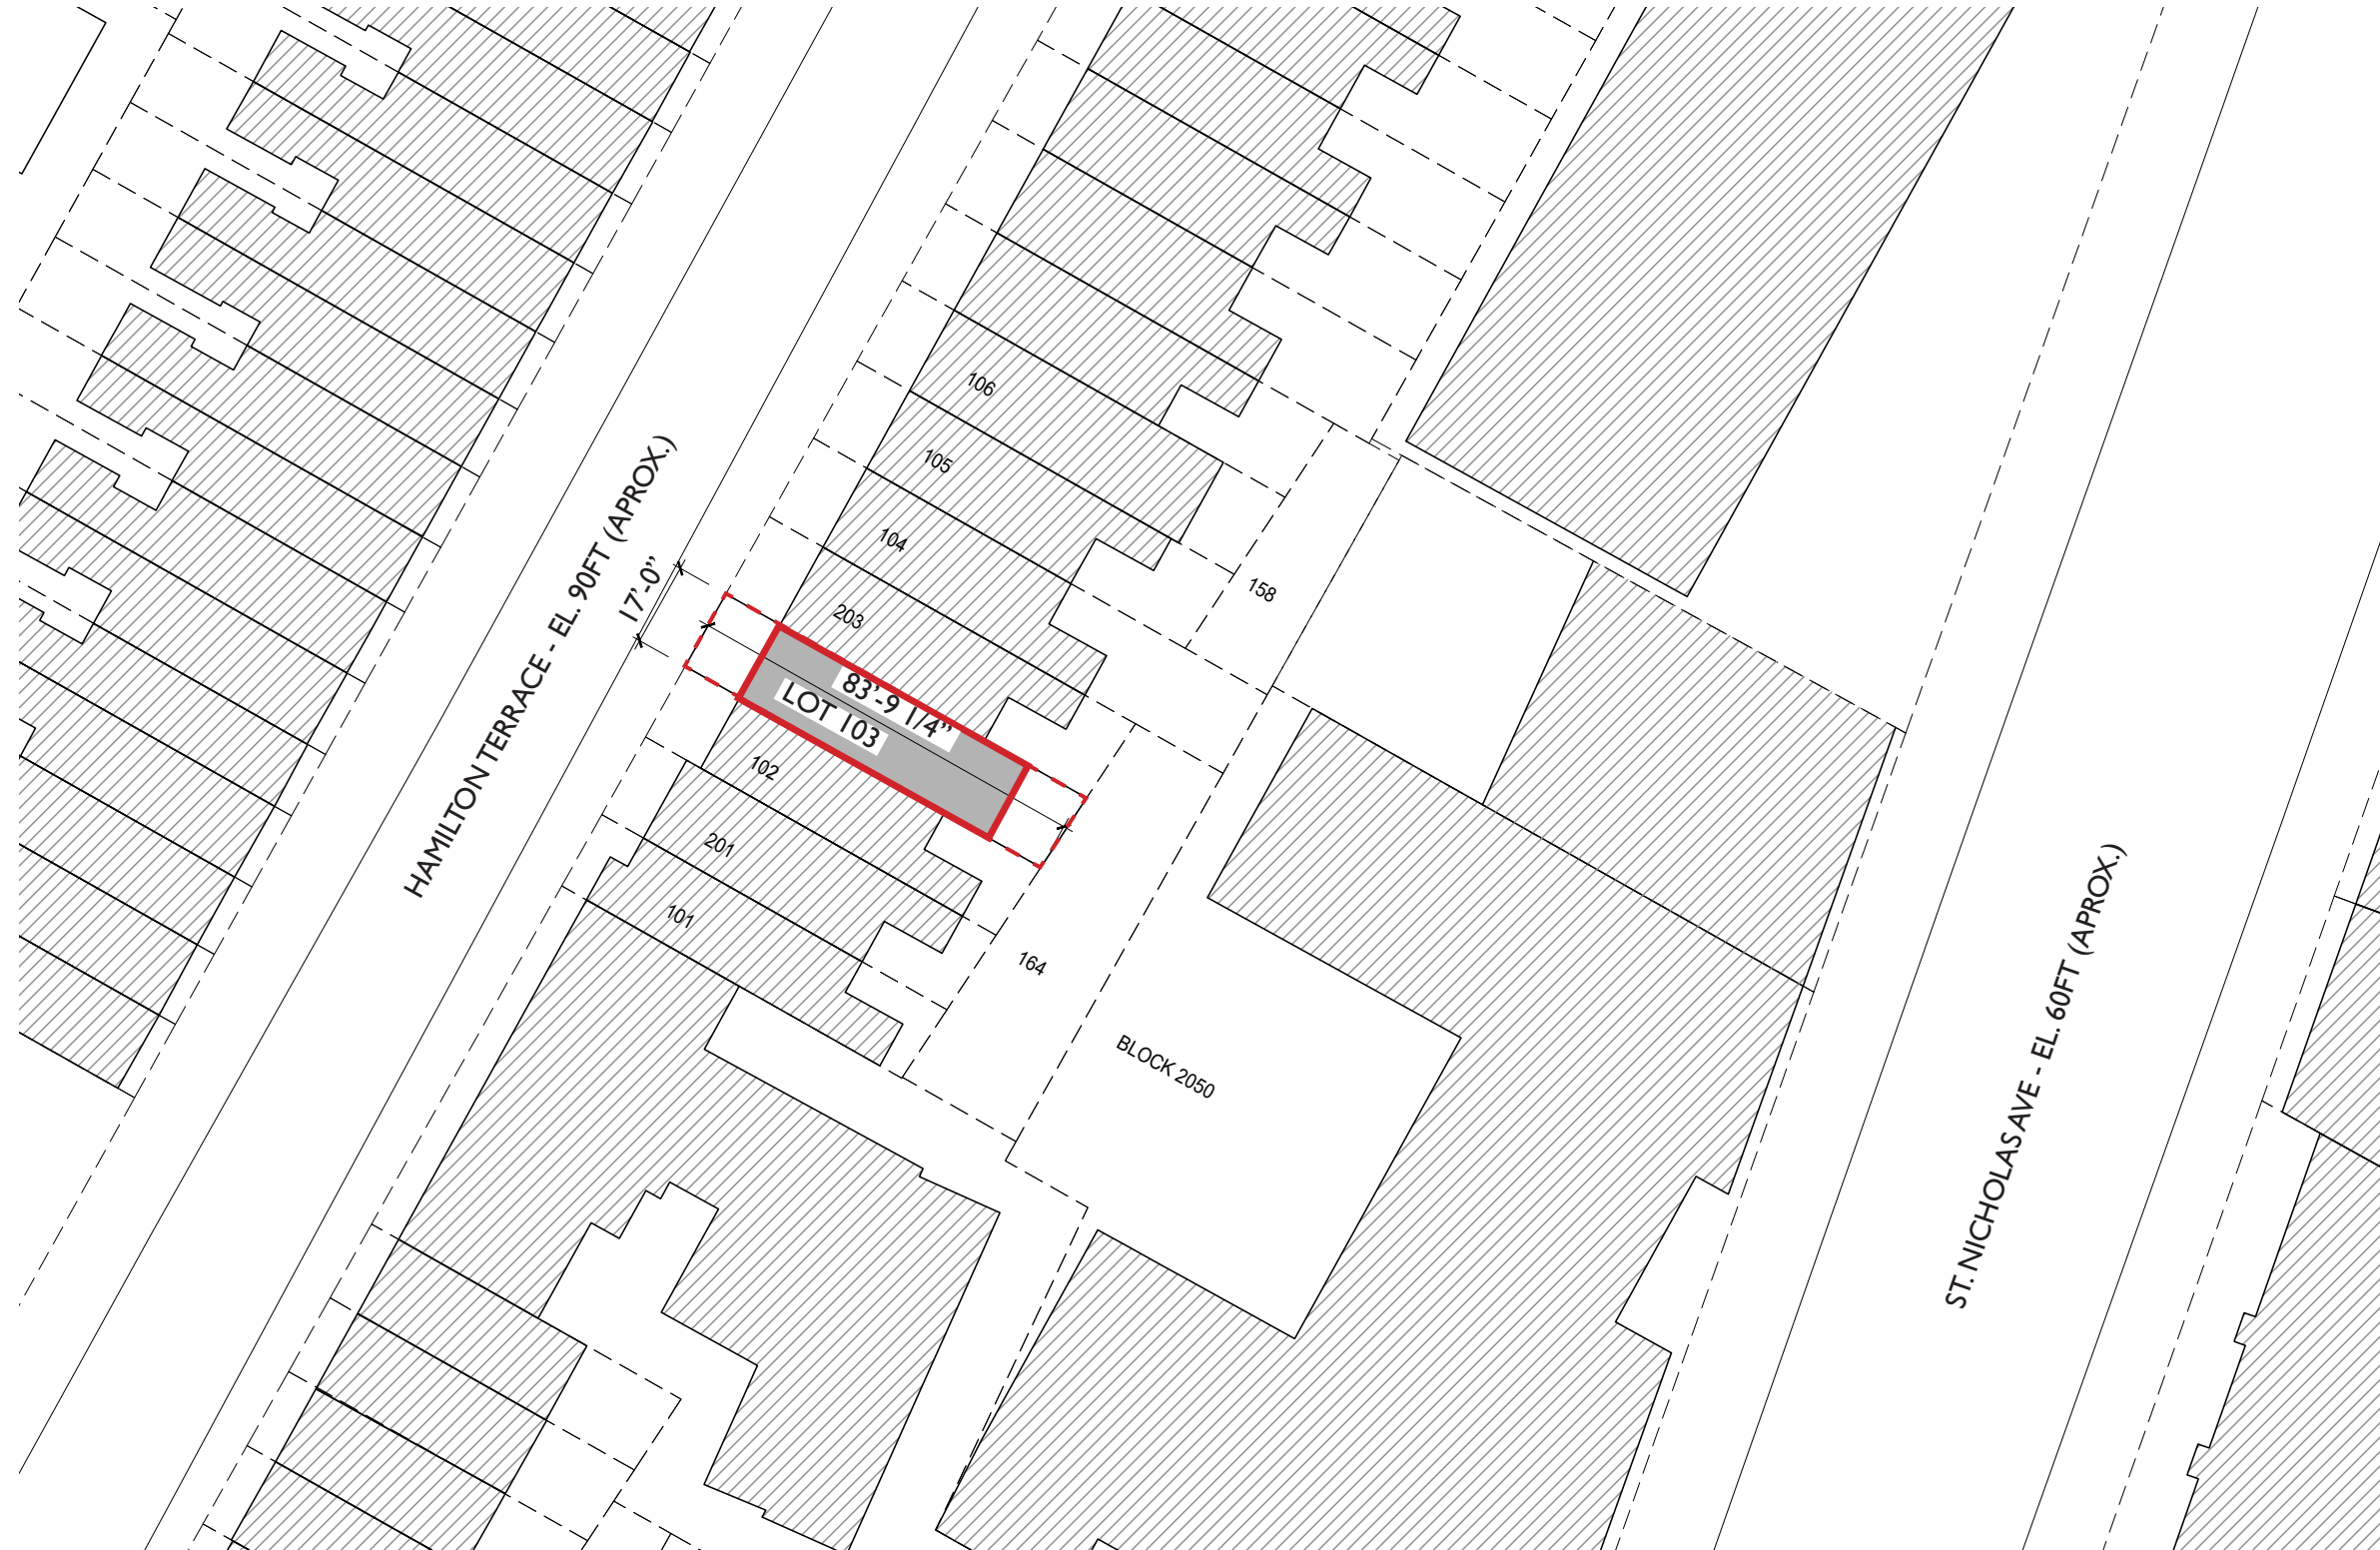 106
105
HAMILTON TERRACE - EL. 90FT (APROX.)
104
17'-0”
158
203
83’-9 1/4”
LOT 103
102
201
101
164
BLOCK 2050
ST. NICHOLAS AVE - EL. 60FT (APROX.)